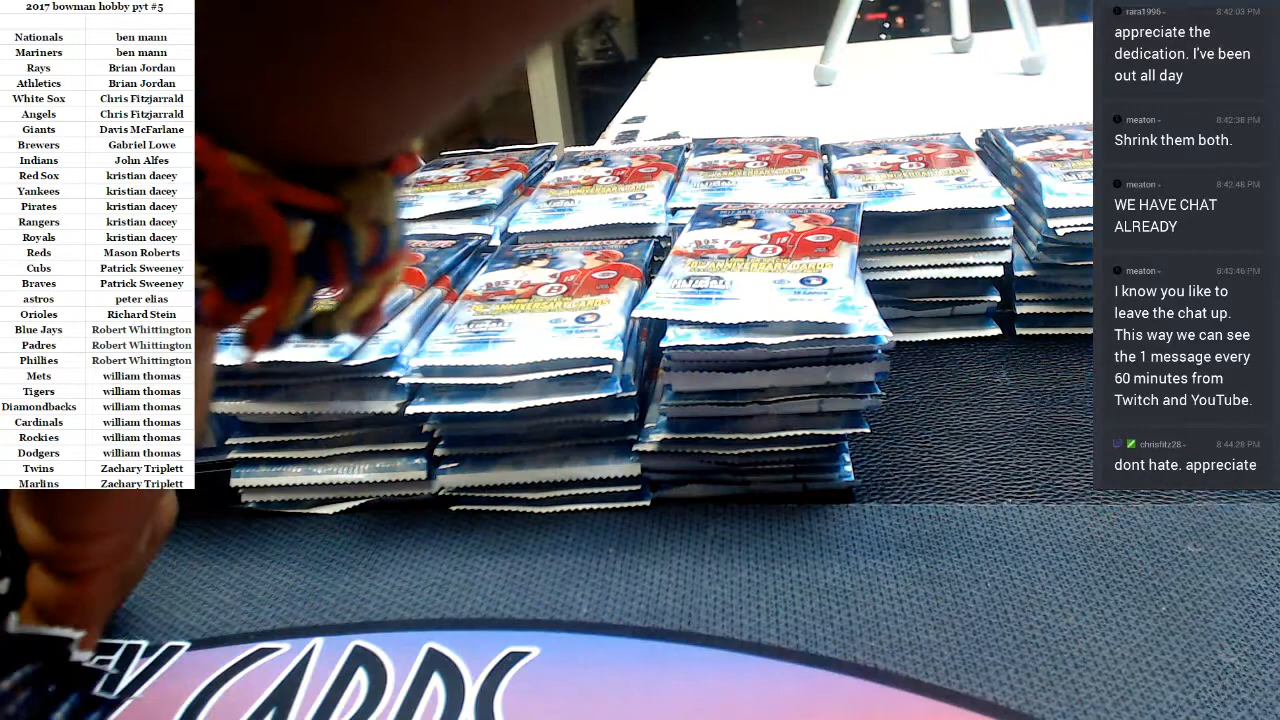 2017 bowman hobby pyt #5
Nationals ben mann
Mariners ben mann
Rays Brian Jordan
Athletics Brian Jordan
White Sox Chris Fitzjarrald
Angels Chris Fitzjarrald
Giants Davis McFarlane
Brewers Gabriel Lowe
Indians John Alfes
Red Sox kristian dacey
Yankees kristian dacey
Pirates kristian dacey
Rangers kristian dacey
Royals kristian dacey
Reds Mason Roberts
Cubs Patrick Sweeney
Braves Patrick Sweeney
astros peter elias
Orioles Richard Stein
Blue Jays Robert Whittington
Padres Robert Whittington
Phillies Robert Whittington
Mets william thomas
Tigers william thomas
Diamondbacks william thomas
Cardinals william thomas
Rockies william thomas
Dodgers william thomas
Twins Zachary Triplett
Marlins Zachary Triplett
rara1996 8:42:03 PM
appreciate the
dedication. I've been
out all day
meaton 8:42:38 PM
Shrink them both.
meaton 8:42:48 PM
WE HAVE CHAT
ALREADY
meaton 8:43:46 PM
I know you like to
leave the chat up.
This way we can see
the 1 message every
60 minutes from
Twitch and YouTube.
chrisfitz28 8:44:28 PM
dont hate. appreciate
ANNIVERSARY CARDS
CARDS